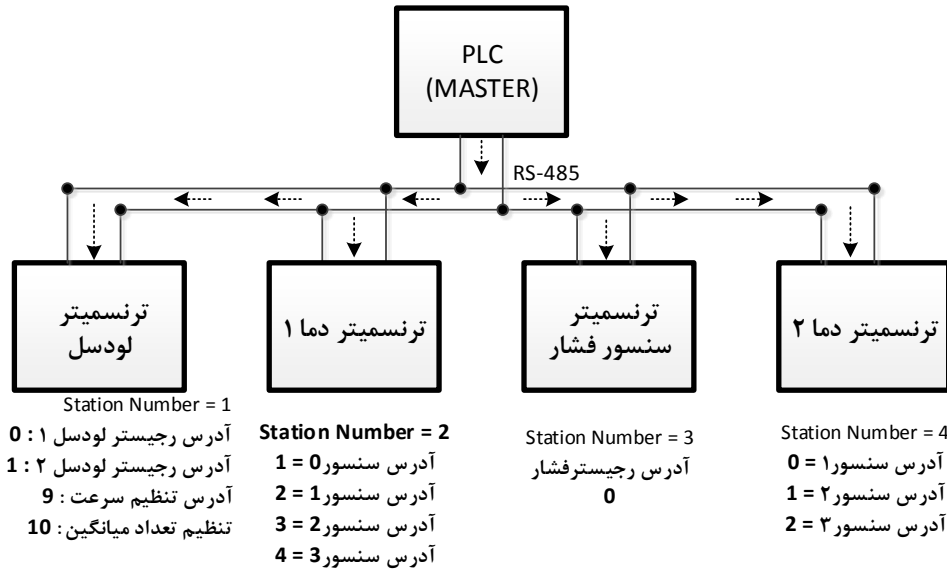 PLC
(MASTER)
RS-485
ترنسمیتر
لودسل
ترنسمیتر دما ۱
ترنسمیتر
سنسور فشار
ترنسمیتر دما ۲
Station Number = 1
آدرس رجیستر لودسل ۱ : 0
آدرس رجیستر لودسل ۲ : 1
آدرس تنظیم سرعت : 9
تنظیم تعداد میانگین : 10
Station Number = 2
آدرس سنسور0 = 1
آدرس سنسور1 = 2
آدرس سنسور2 = 3
آدرس سنسور3 = 4
Station Number = 3
آدرس رجیسترفشار
0
Station Number = 4
آدرس سنسور۱ = 0
آدرس سنسور۲ = 1
آدرس سنسور۳ = 2